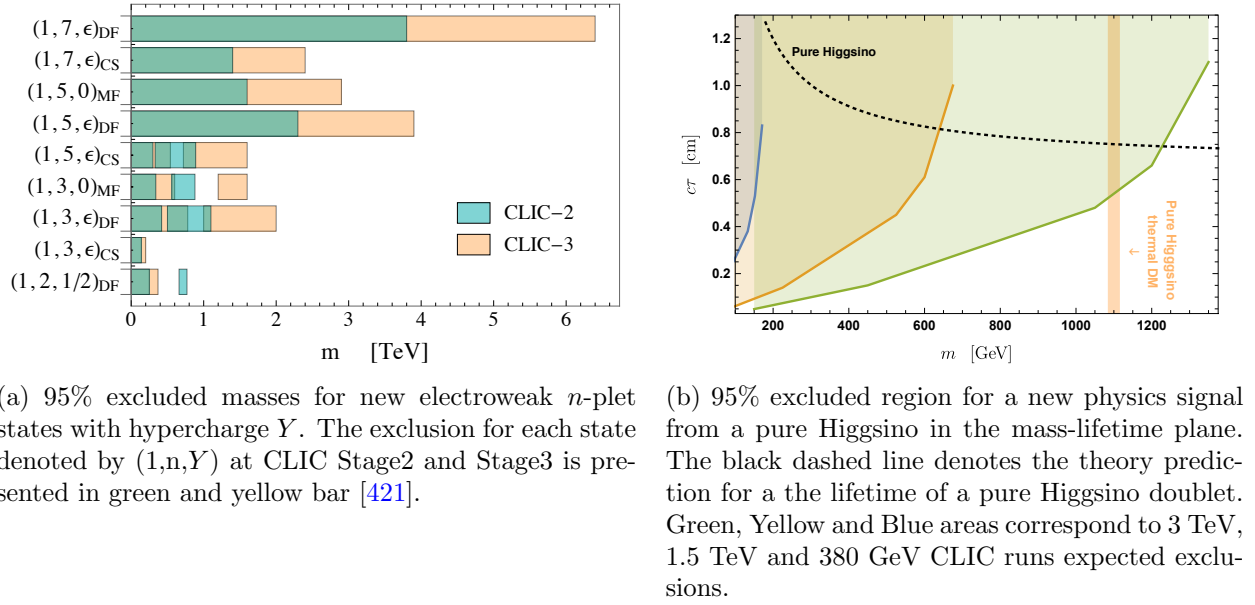 (1, 7, ϵ)DF
(1, 7, ϵ)CS
(1, 5, 0)MF
(1, 5, ϵ)DF
(1, 5, ϵ)CS
(1, 3, 0)MF
(1, 3, ϵ)DF
(1, 3, ϵ)CS
(1, 2, 1/2)DF
CLIC-2
CLIC-3
0 1 2 3 4 5 6
m [TeV]
(a) 95% excluded masses for new electroweak n-plet
states with hypercharge Y. The exclusion for each state
denoted by (1,n,Y) at CLIC Stage2 and Stage3 is pre-
sented in green and yellow bar [421].
1.2
1.0
0.8
0.6
0.4
0.2
cτ [cm]
Pure Higgsino
Pure Higggsino
thermal DM
←
200 400 600 800 1000 1200
m [GeV]
(b) 95% excluded region for a new physics signal
from a pure Higgsino in the mass-lifetime plane.
The black dashed line denotes the theory predic-
tion for a the lifetime of a pure Higgsino doublet.
Green, Yellow and Blue areas correspond to 3 TeV,
1.5 TeV and 380 GeV CLIC runs expected exclu-
sions.